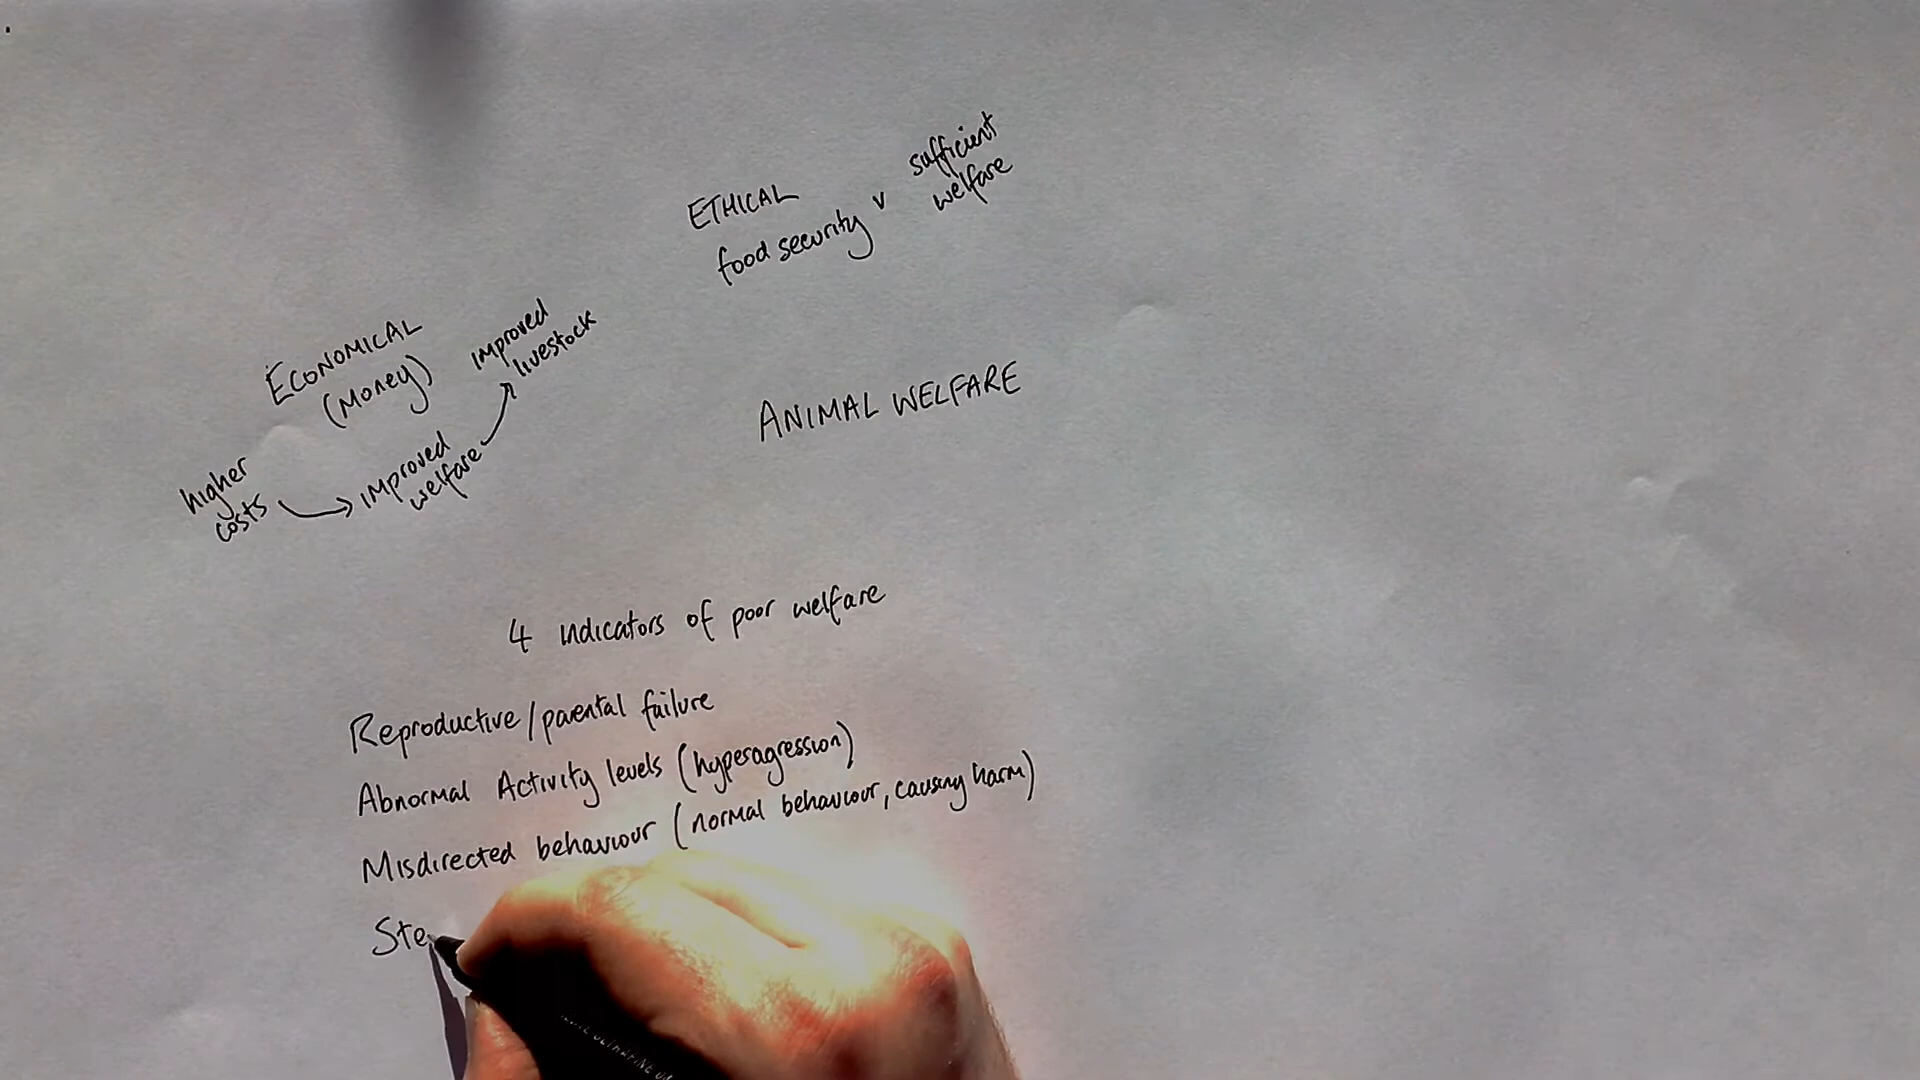 ETHICAL
food security v sufficient
welfare
ECONOMICAL
(Money)
higher
costs
improved
welfare
improved
livestock
ANIMAL WELFARE
4 indicators of poor welfare
Reproductive/parental failure
Abnormal Activity levels (hyperagression)
Misdirected behaviour (normal behaviour, causing harm)
Ste